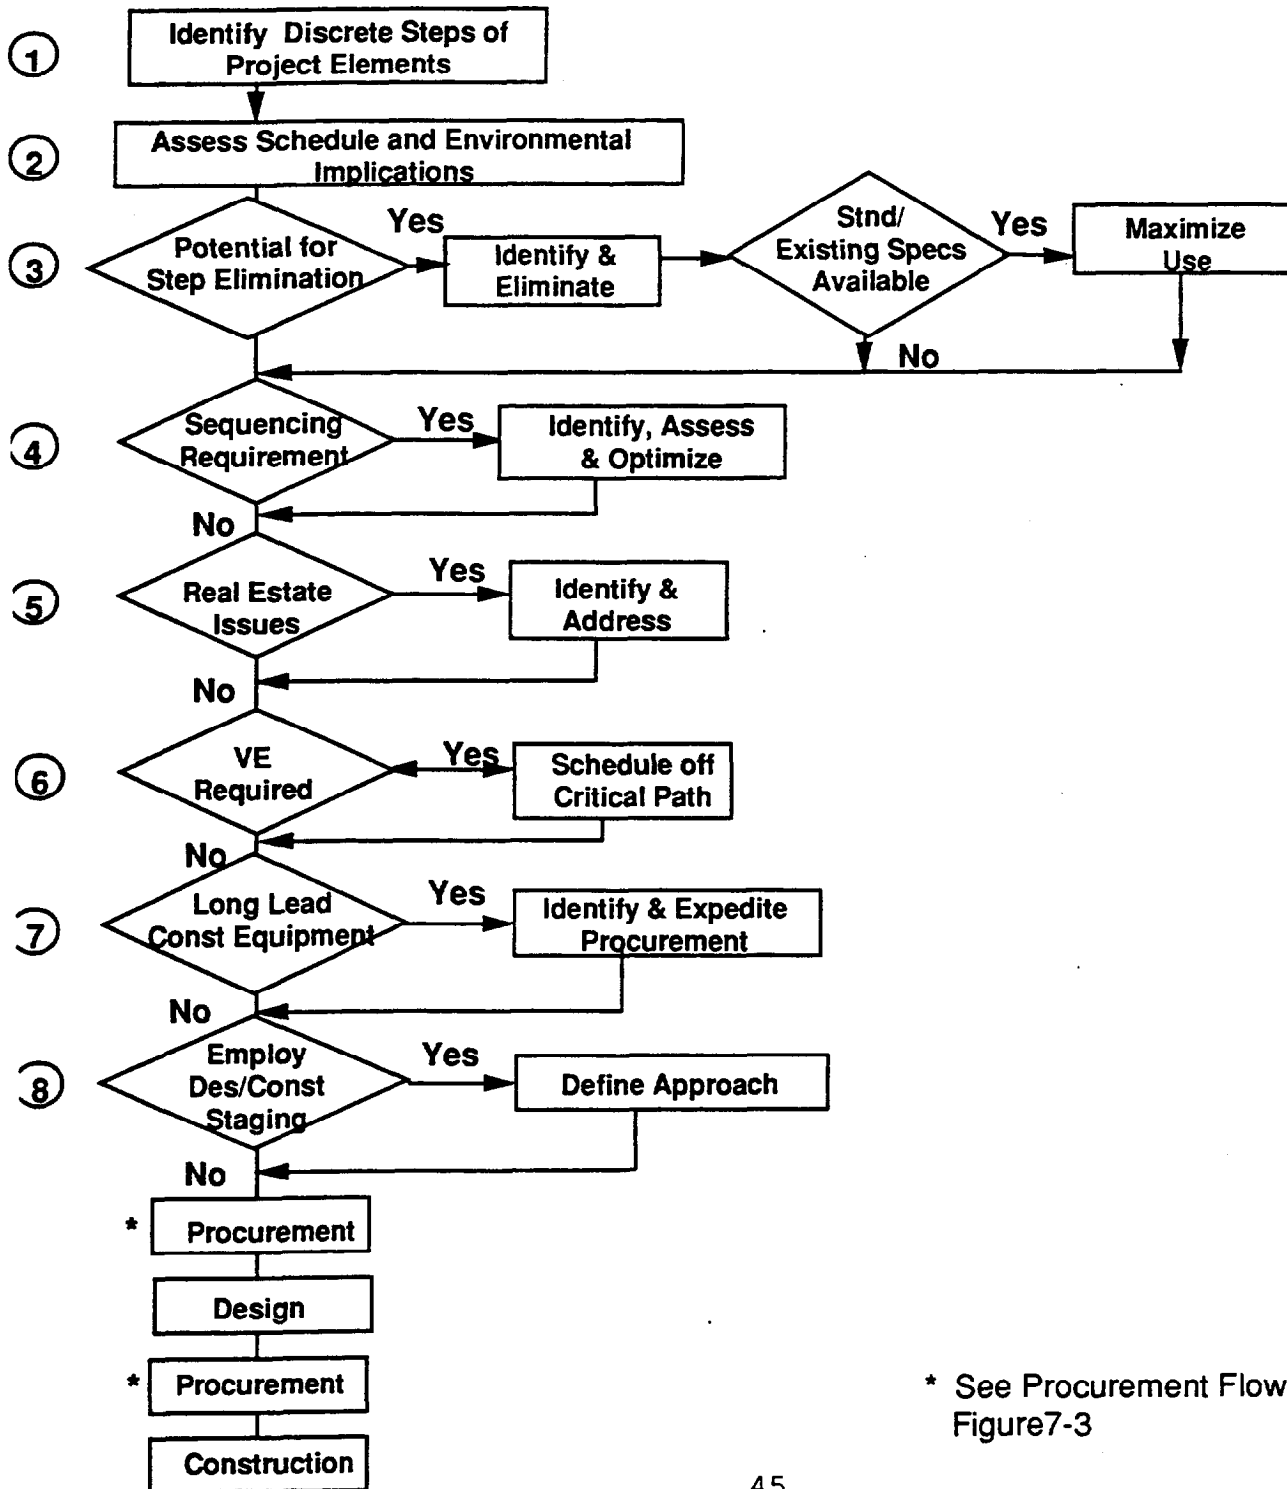 1
Identify Discrete Steps of
Project Elements
2
Assess Schedule and Environmental
Implications
3
Potential for
Step Elimination
Yes
Identify &
Eliminate
Stnd/
Existing Specs
Available
Yes
Maximize
Use
No
4
Sequencing
Requirement
Yes
Identify, Assess
& Optimize
No
5
Real Estate
Issues
Yes
Identify &
Address
No
6
VE
Required
Yes
Schedule off
Critical Path
No
7
Long Lead
Const Equipment
Yes
Identify & Expedite
Procurement
No
8
Employ
Des/Const
Staging
Yes
Define Approach
No
* Procurement
Design
* Procurement
Construction
* See Procurement Flow
Figure7-3
45